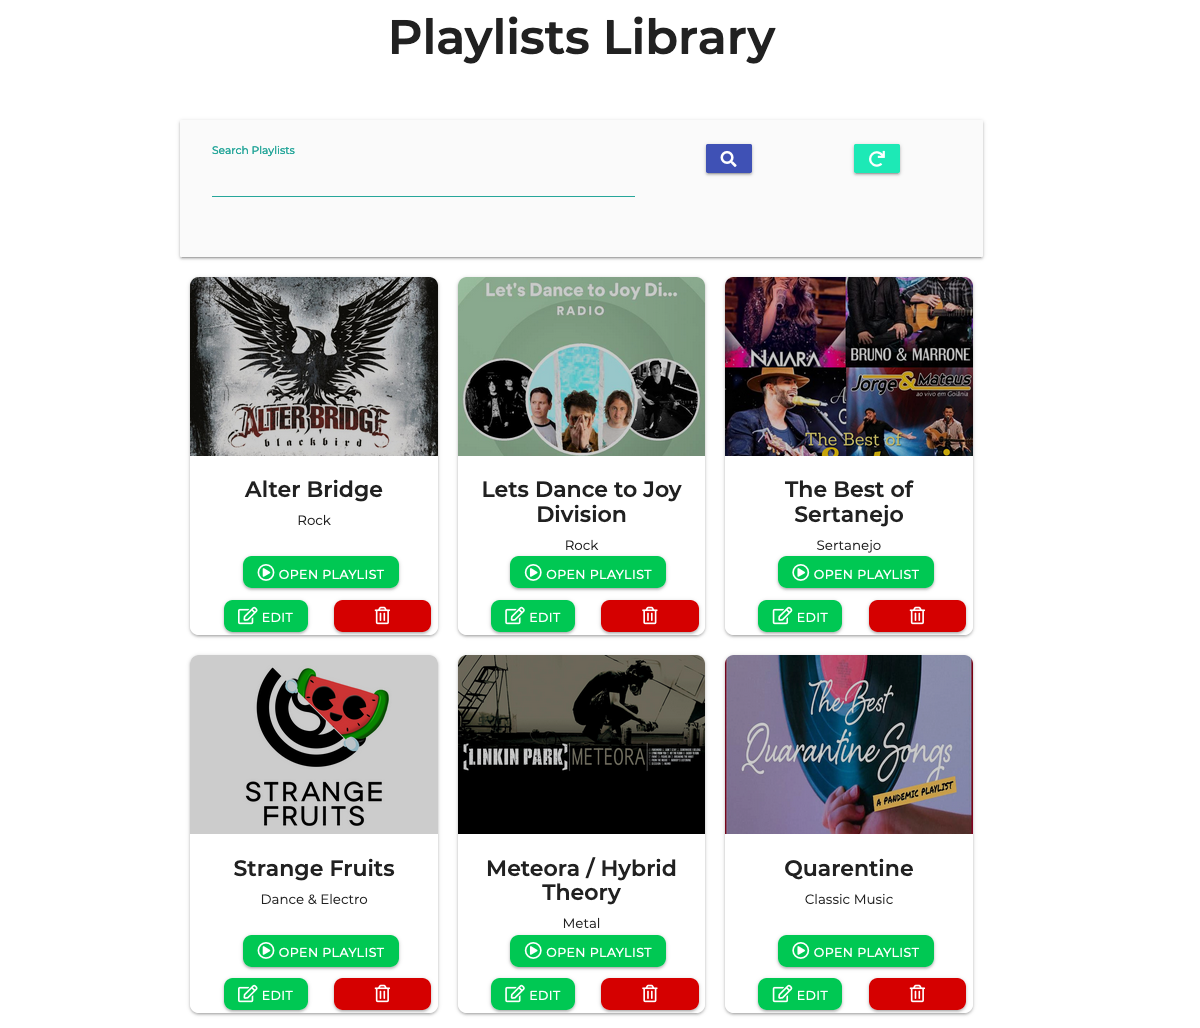 Playlists Library
Search Playlists
ALTER BRIDGE
blackbird
Alter Bridge
Rock
OPEN PLAYLIST
EDIT
Let's Dance to Joy Di...
RADIO
Lets Dance to Joy
Division
Rock
OPEN PLAYLIST
EDIT
NAIARA
BRUNO & MARRONE
Jorge & Mateus
ao vivo em Goiânia
The Best of
The Best of
Sertanejo
Sertanejo
OPEN PLAYLIST
EDIT
STRANGE
FRUITS
Strange Fruits
Dance & Electro
OPEN PLAYLIST
EDIT
[LINKIN PARK] METEORA
Meteora / Hybrid
Theory
Metal
OPEN PLAYLIST
EDIT
The Best
Quarantine Songs
A PANDEMIC PLAYLIST
Quarentine
Classic Music
OPEN PLAYLIST
EDIT